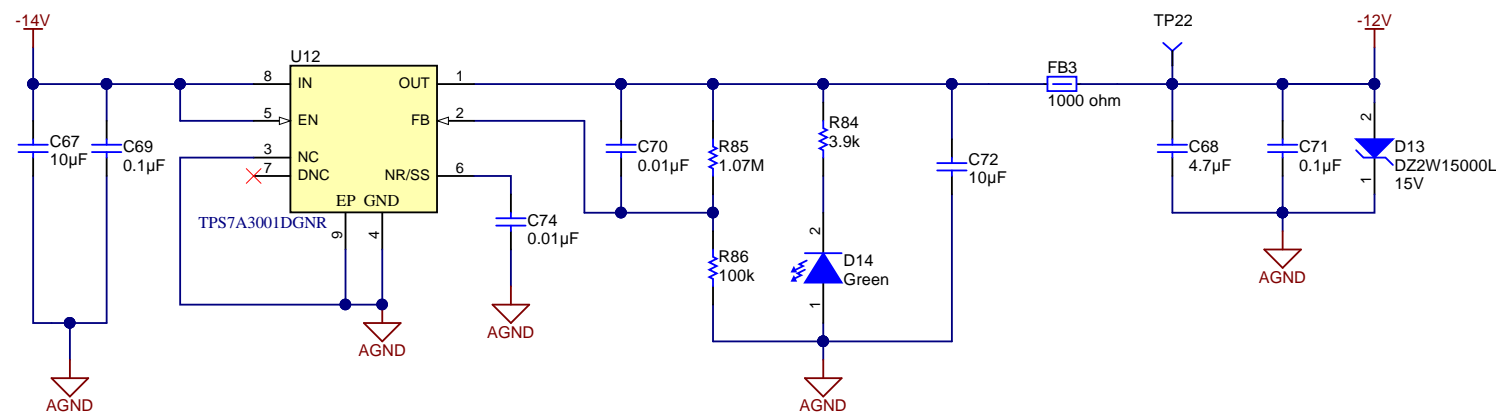 -14V
TP22
-12V
U12
FB3
1000 ohm
8
IN
OUT
1
5
EN
FB
2
3
NC
7
DNC
NR/SS
6
EP
GND
TPS7A3001DGNR
9
4
C67
10µF
C69
0.1µF
C74
0.01µF
C70
0.01µF
R85
1.07M
R84
3.9k
C72
10µF
R86
100k
2
D14
Green
1
C68
4.7µF
C71
0.1µF
2
D13
DZ2W15000L
15V
1
AGND
AGND
AGND
AGND
AGND